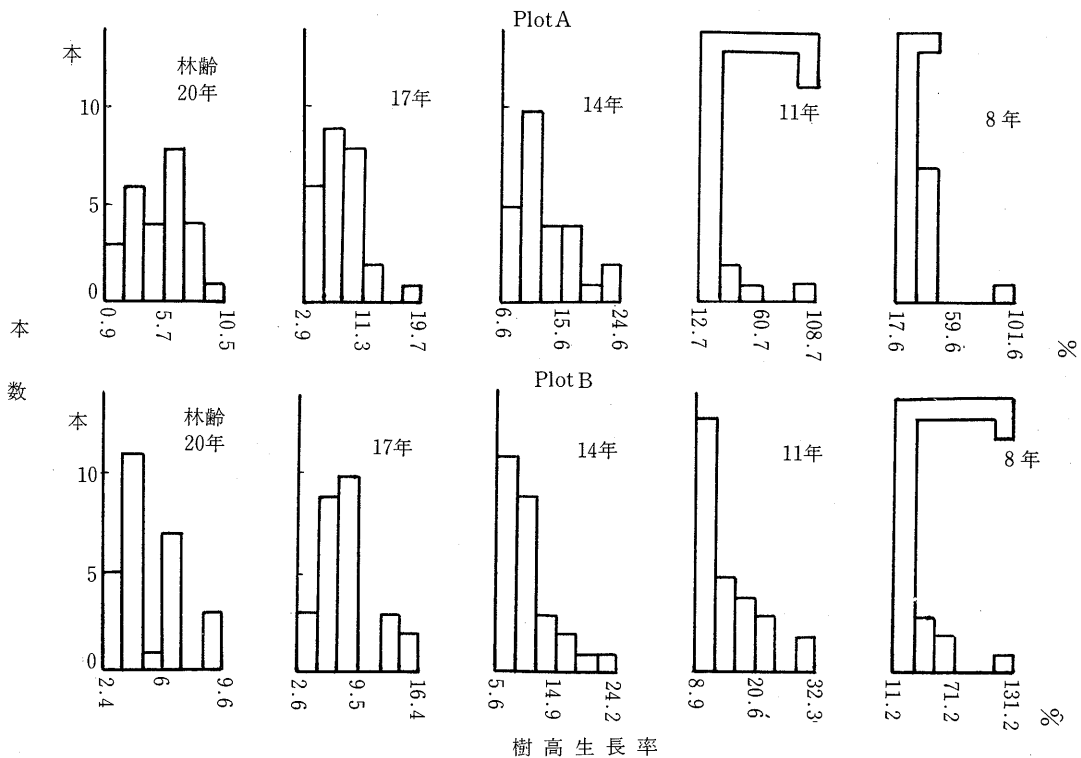 Plot A
本
林齢
20年
17年
14年
11年
8年
10
5
0
0.9 5.7 10.5
2.9 11.3 19.7
6.6 15.6 24.6
12.7 60.7 108.7
17.6 59.6 101.6
%
本数
Plot B
本
林齢
20年
17年
14年
11年
8年
10
5
0
2.4 6 9.6
2.6 9.5 16.4
5.6 14.9 24.2
8.9 20.6 32.3
11.2 71.2 131.2
%
樹高生長率